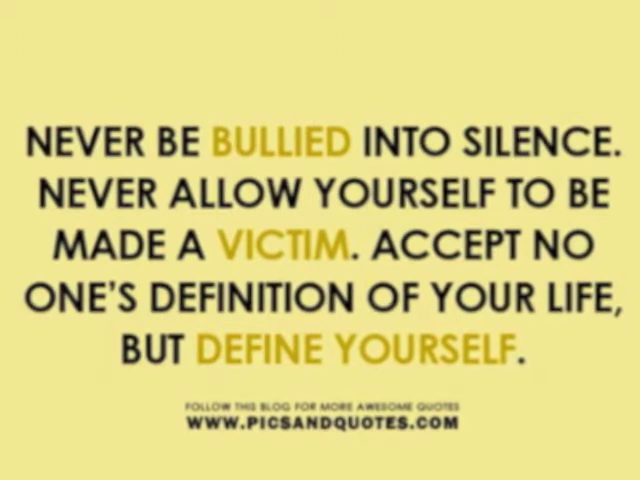 NEVER BE BULLIED INTO SILENCE.
NEVER ALLOW YOURSELF TO BE
MADE A VICTIM. ACCEPT NO
ONE'S DEFINITION OF YOUR LIFE,
BUT DEFINE YOURSELF.
FOLLOW THIS BLOG FOR MORE AWESOME QUOTES
WWW.PICSANDQUOTES.COM